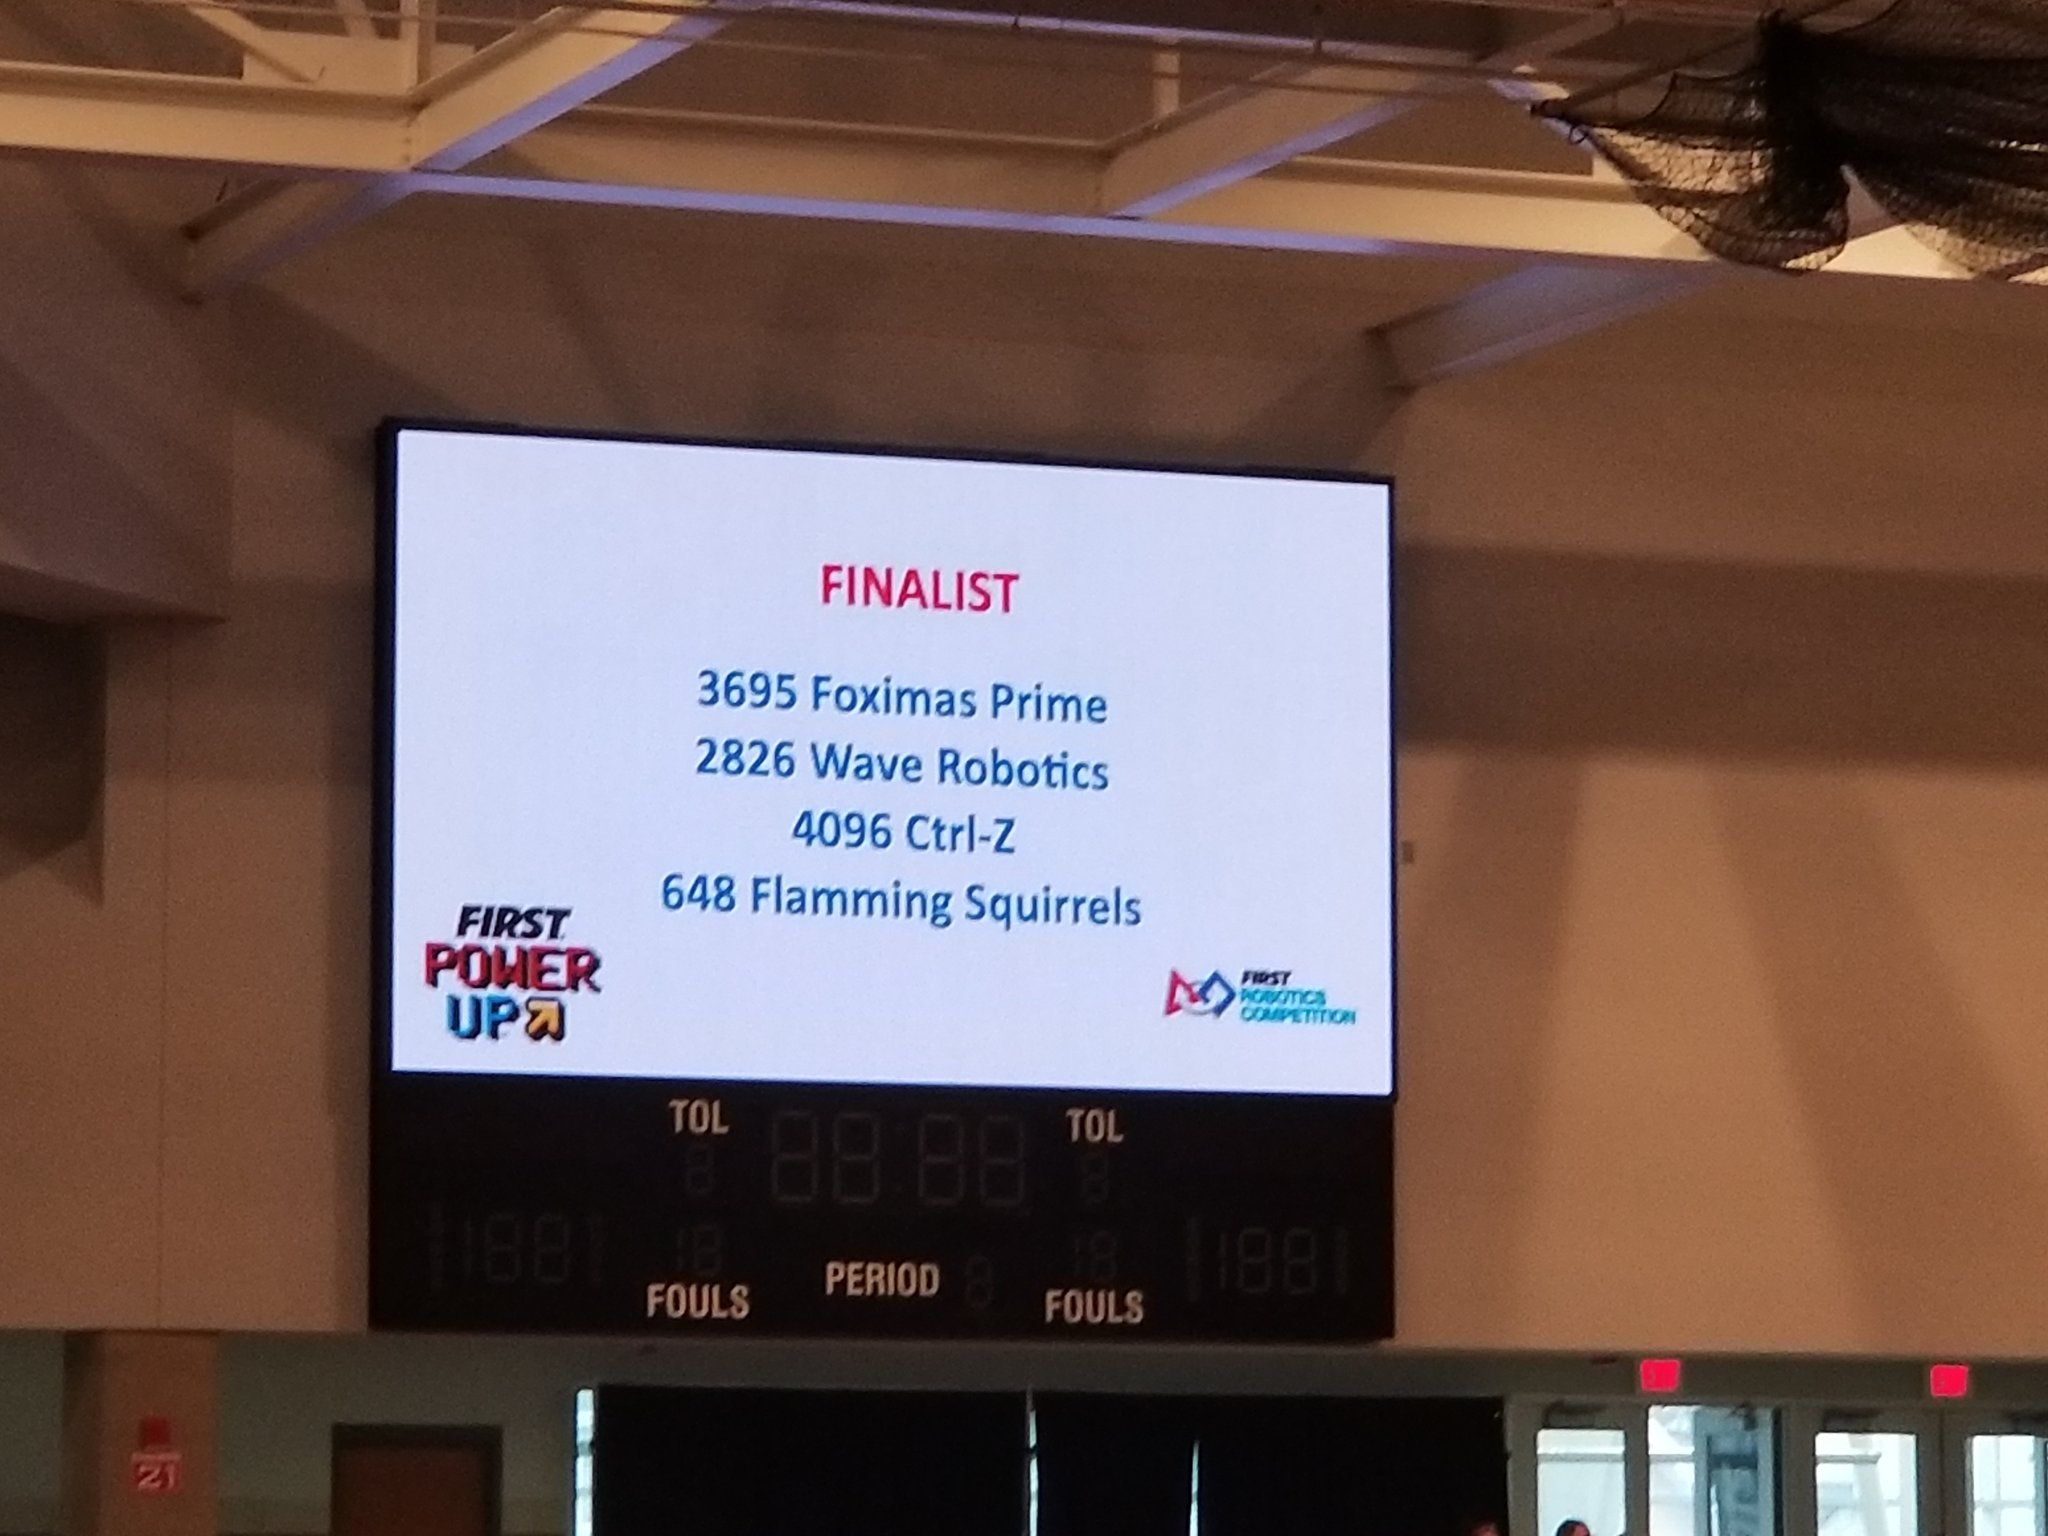 FINALIST
3695 Foximas Prime
2826 Wave Robotics
4096 Ctrl-Z
648 Flamming Squirrels
FIRST
POWER
UP
FIRST
ROBOTICS
COMPETITION
TOL
TOL
PERIOD
FOULS
FOULS
21